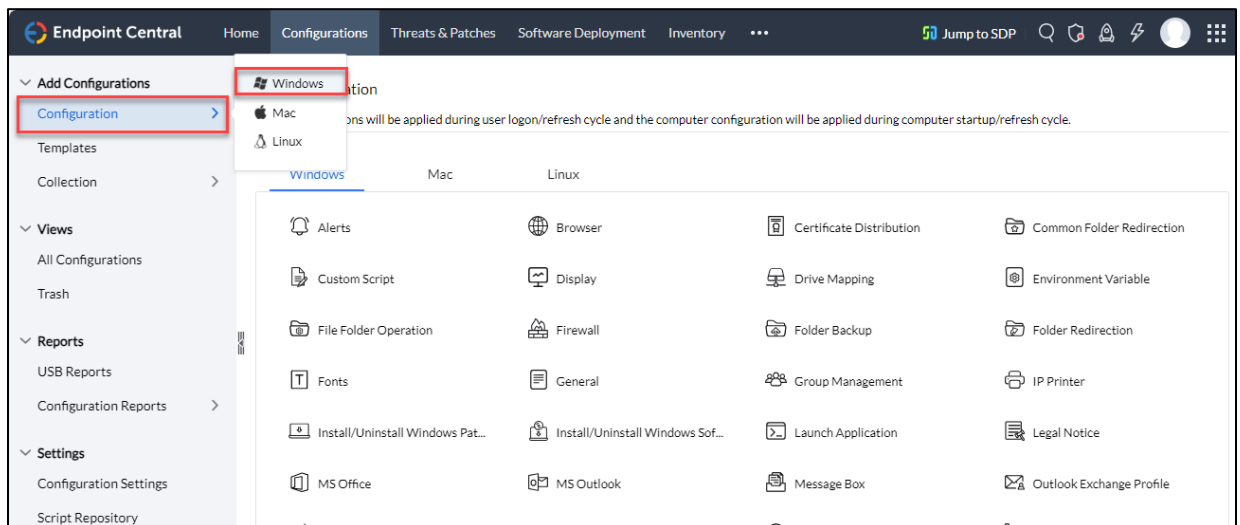 Endpoint Central Home Configurations Threats & Patches Software Deployment Inventory ••• Jump to SDP
Add Configurations
Configuration
Templates
Collection
Views
All Configurations
Trash
Reports
USB Reports
Configuration Reports
Settings
Configuration Settings
Script Repository
Windows
Mac
Linux
ons will be applied during user logon/refresh cycle and the computer configuration will be applied during computer startup/refresh cycle.
Windows Mac Linux
Alerts Browser Certificate Distribution Common Folder Redirection
Custom Script Display Drive Mapping Environment Variable
File Folder Operation Firewall Folder Backup Folder Redirection
Fonts General Group Management IP Printer
Install/Uninstall Windows Pat... Install/Uninstall Windows Sof... Launch Application Legal Notice
MS Office MS Outlook Message Box Outlook Exchange Profile